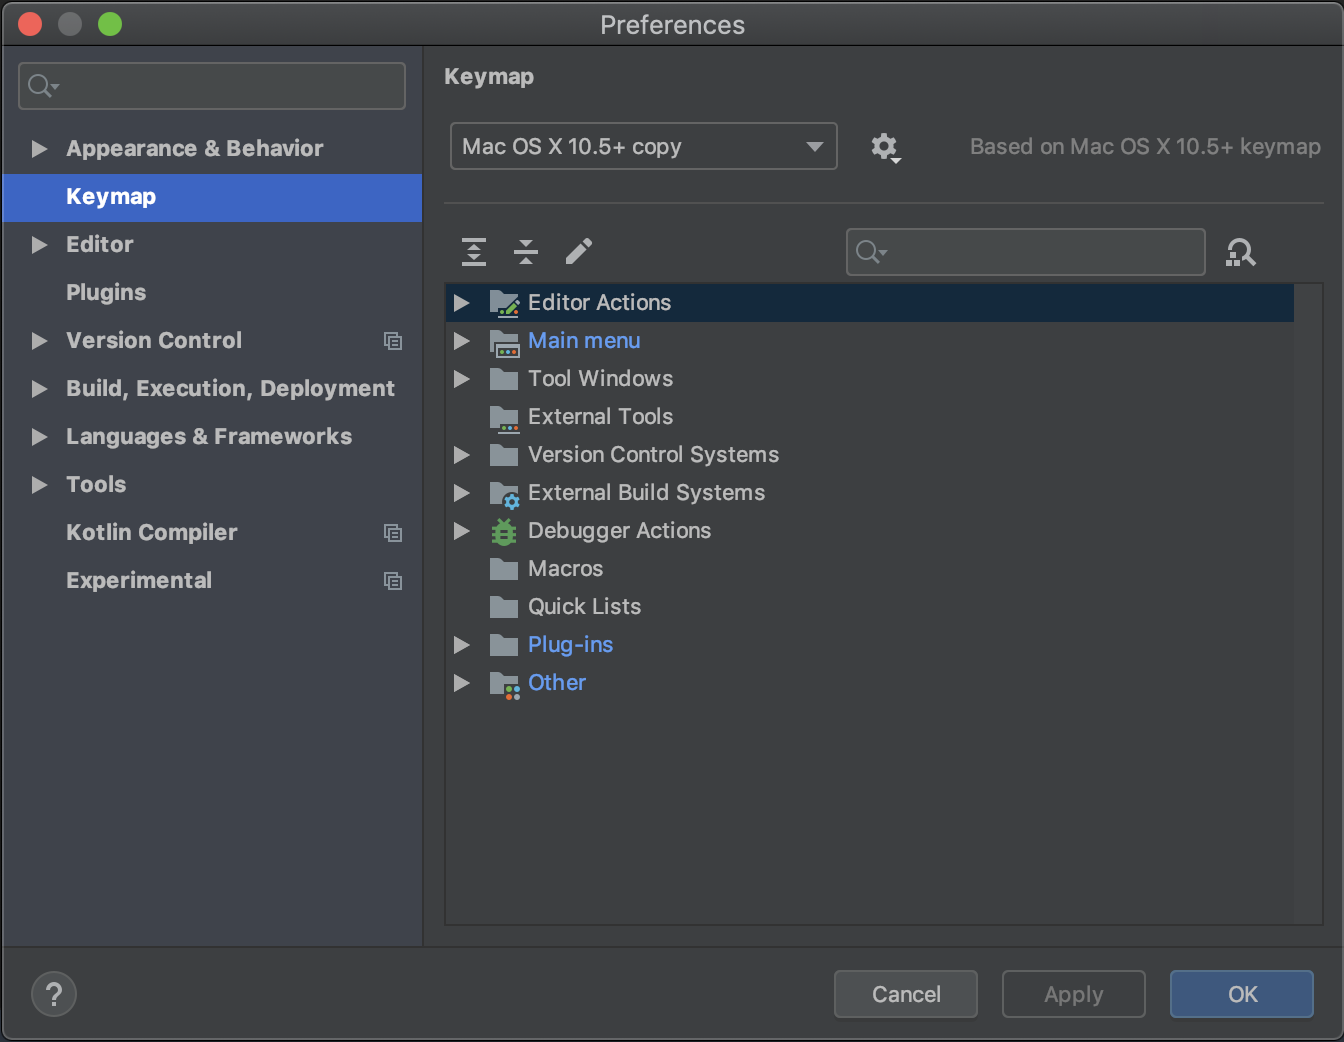 Preferences
Appearance & Behavior
Keymap
Editor
Plugins
Version Control
Build, Execution, Deployment
Languages & Frameworks
Tools
Kotlin Compiler
Experimental
Keymap
Mac OS X 10.5+ copy
Based on Mac OS X 10.5+ keymap
Editor Actions
Main menu
Tool Windows
External Tools
Version Control Systems
External Build Systems
Debugger Actions
Macros
Quick Lists
Plug-ins
Other
?
Cancel
Apply
OK